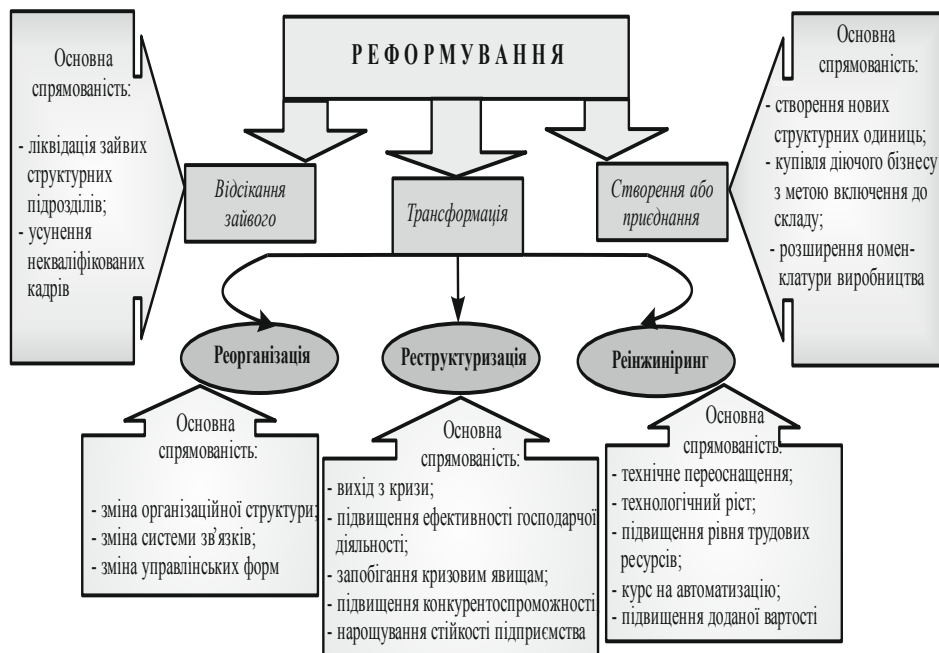 РЕФОРМУВАННЯ
Основна
спрямованість:
- ліквідація зайвих
структурних
підрозділів;
- усунення
некваліфікованих
кадрів
Відсікання
зайвого
Трансформація
Створення або
приєднання
Основна
спрямованість:
- створення нових
структурних одиниць;
- купівля діючого бізнесу
з метою включення до
складу;
- розширення номен-
клатури виробництва
Реорганізація
Реструктуризація
Реінжиніринг
Основна
спрямованість:
- зміна організаційної структури;
- зміна системи зв'язків;
- зміна управлінських форм
Основна
спрямованість:
- вихід з кризи;
- підвищення ефективності господарчої
діяльності;
- запобігання кризовим явищам;
- підвищення конкурентоспроможності;
- нарощування стійкості підприємства
Основна
спрямованість:
- технічне переоснащення;
- технологічний ріст;
- підвищення рівня трудових
ресурсів;
- курс на автоматизацію;
- підвищення доданої вартості